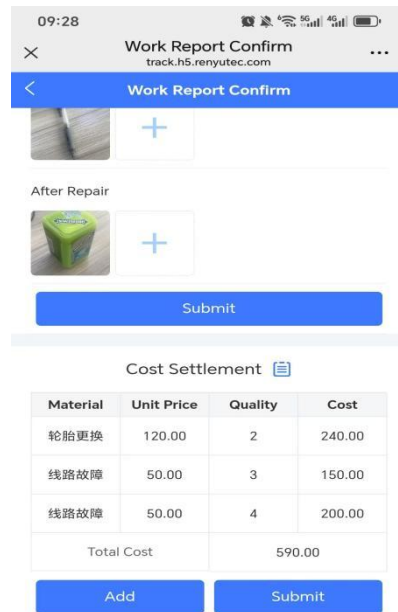 09:28
5G
4G
Work Report Confirm
track.h5.renyutec.com
Work Report Confirm
After Repair
Submit
Cost Settlement
Material Unit Price Quality Cost
轮胎更换 120.00 2 240.00
线路故障 50.00 3 150.00
线路故障 50.00 4 200.00
Total Cost 590.00
Add Submit